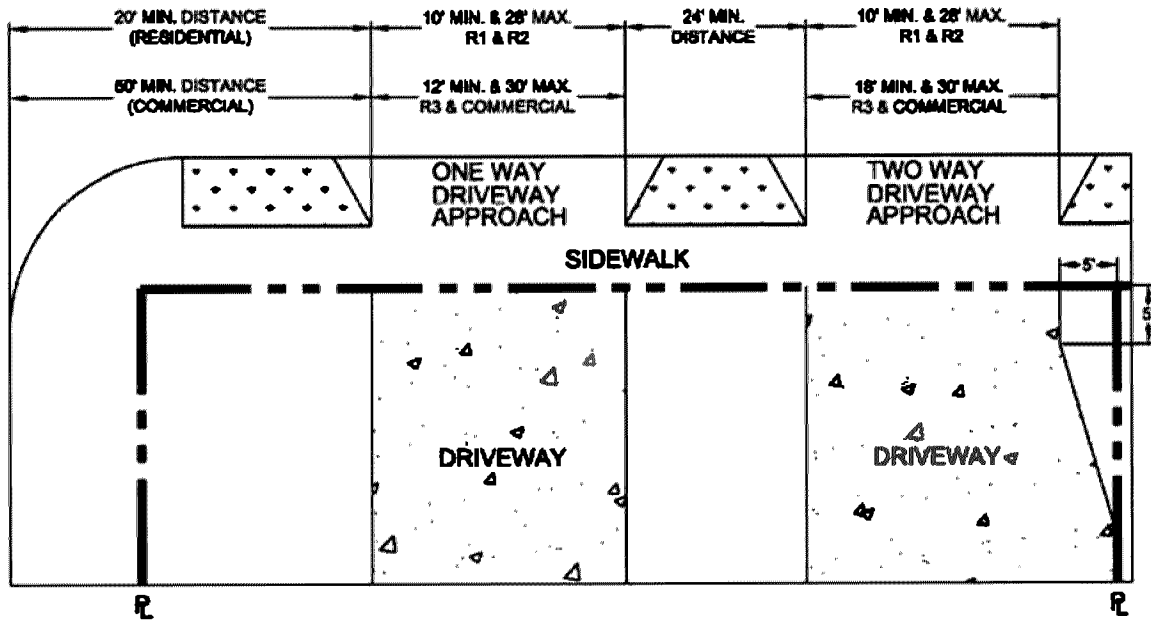 20' MIN. DISTANCE
(RESIDENTIAL)
10' MIN. & 28' MAX.
R1 & R2
24' MIN.
DISTANCE
10' MIN. & 28' MAX.
R1 & R2
50' MIN. DISTANCE
(COMMERCIAL)
12' MIN. & 30' MAX.
R3 & COMMERCIAL
18' MIN. & 30' MAX.
R3 & COMMERCIAL
ONE WAY
DRIVEWAY
APPROACH
TWO WAY
DRIVEWAY
APPROACH
SIDEWALK
5'
5'
DRIVEWAY
DRIVEWAY
PL
PL